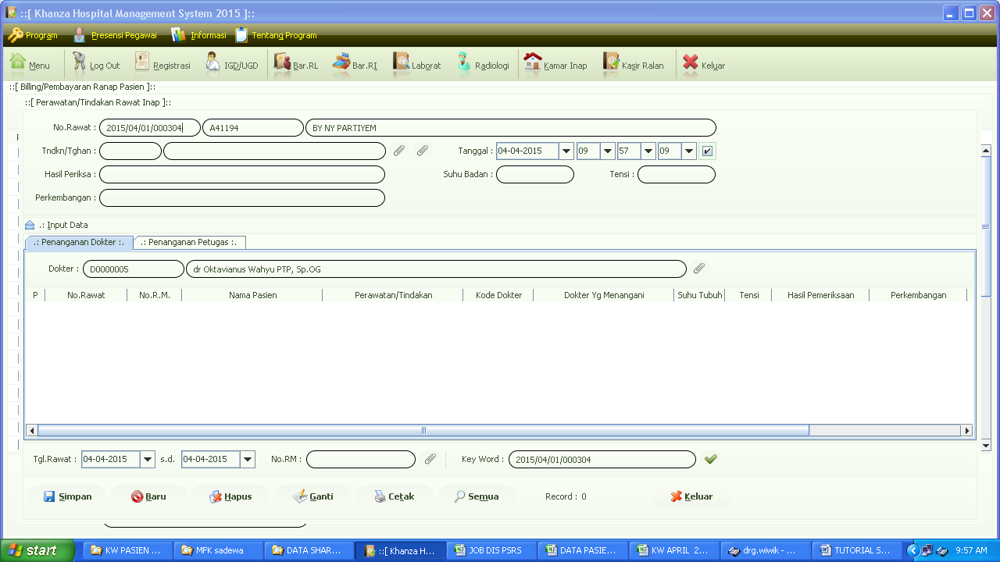 ::[ Khanza Hospital Management System 2015 ]::
Program Presensi Pegawai Informasi Tentang Program
Menu Log Out Registrasi IGD/UGD Bar.RL Bar.RI Laborat Radiologi Kamar Inap Kasir Ralan Keluar
::[ Billing/Pembayaran Ranap Pasien ]::
::[ Perawatan/Tindakan Rawat Inap ]::
No.Rawat : 2015/04/01/000304 A41194 BY NY PARTIYEM
Tndkn/Tghan : Tanggal : 04-04-2015 09 57 09
Hasil Periksa : Suhu Badan : Tensi :
Perkembangan :
.: Input Data
.: Penanganan Dokter :. .: Penanganan Petugas :.
Dokter : D0000005 dr Oktavianus Wahyu PTP, Sp.OG
P No.Rawat No.R.M. Nama Pasien Perawatan/Tindakan Kode Dokter Dokter Yg Menangani Suhu Tubuh Tensi Hasil Pemeriksaan Perkembangan
Tgl.Rawat : 04-04-2015 s.d. 04-04-2015 No.RM : Key Word : 2015/04/01/000304
Simpan Baru Hapus Ganti Cetak Semua Record : 0 Keluar
start KW PASIEN ... MFK sadewa DATA SHAR... ::[ Khanza H... JOB DIS PSRS DATA PASIE... KW APRIL 2... drg.wiwik - ... TUTORIAL S... 9:57 AM